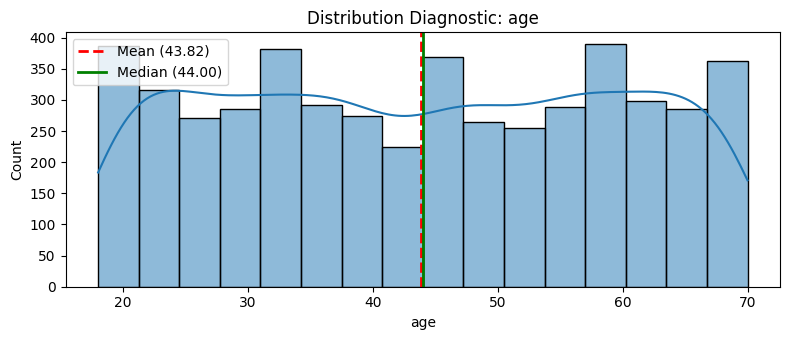 Distribution Diagnostic: age
Mean (43.82)
Median (44.00)
Count
400
350
300
250
200
150
100
50
0
20 30 40 50 60 70
age